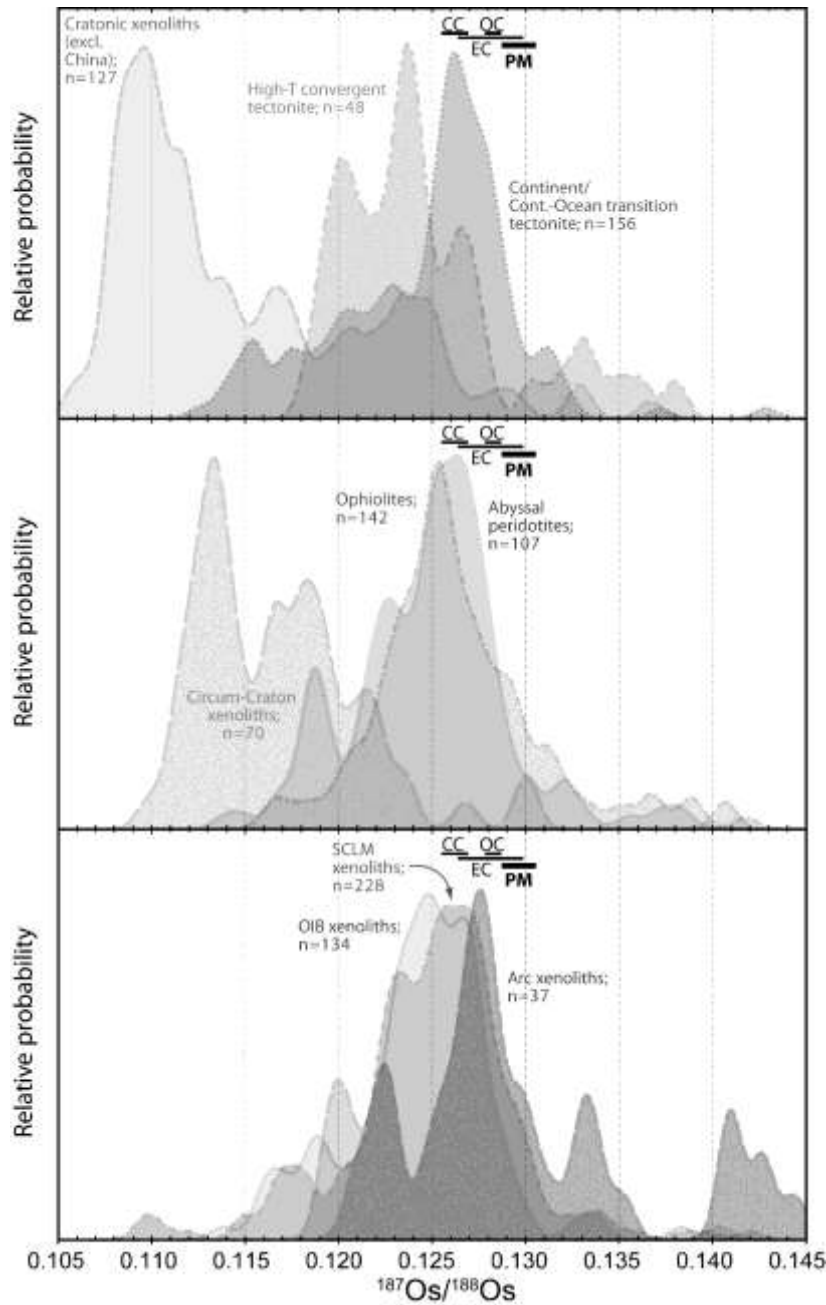 Cratonic xenoliths
(excl.
China);
n=127
High-T convergent
tectonite; n=48
CC OC
EC
PM
Continent/
Cont.-Ocean transition
tectonite; n=156
Relative probability
CC OC
EC
PM
Ophiolites;
n=142
Abyssal
peridotites;
n=107
Circum-Craton
xenoliths;
n=70
Relative probability
CC OC
EC
PM
SCLM
xenoliths;
n=228
OIB xenoliths;
n=134
Arc xenoliths;
n=37
Relative probability
0.105 0.110 0.115 0.120 0.125 0.130 0.135 0.140 0.145
¹⁸⁷Os/¹⁸⁸Os